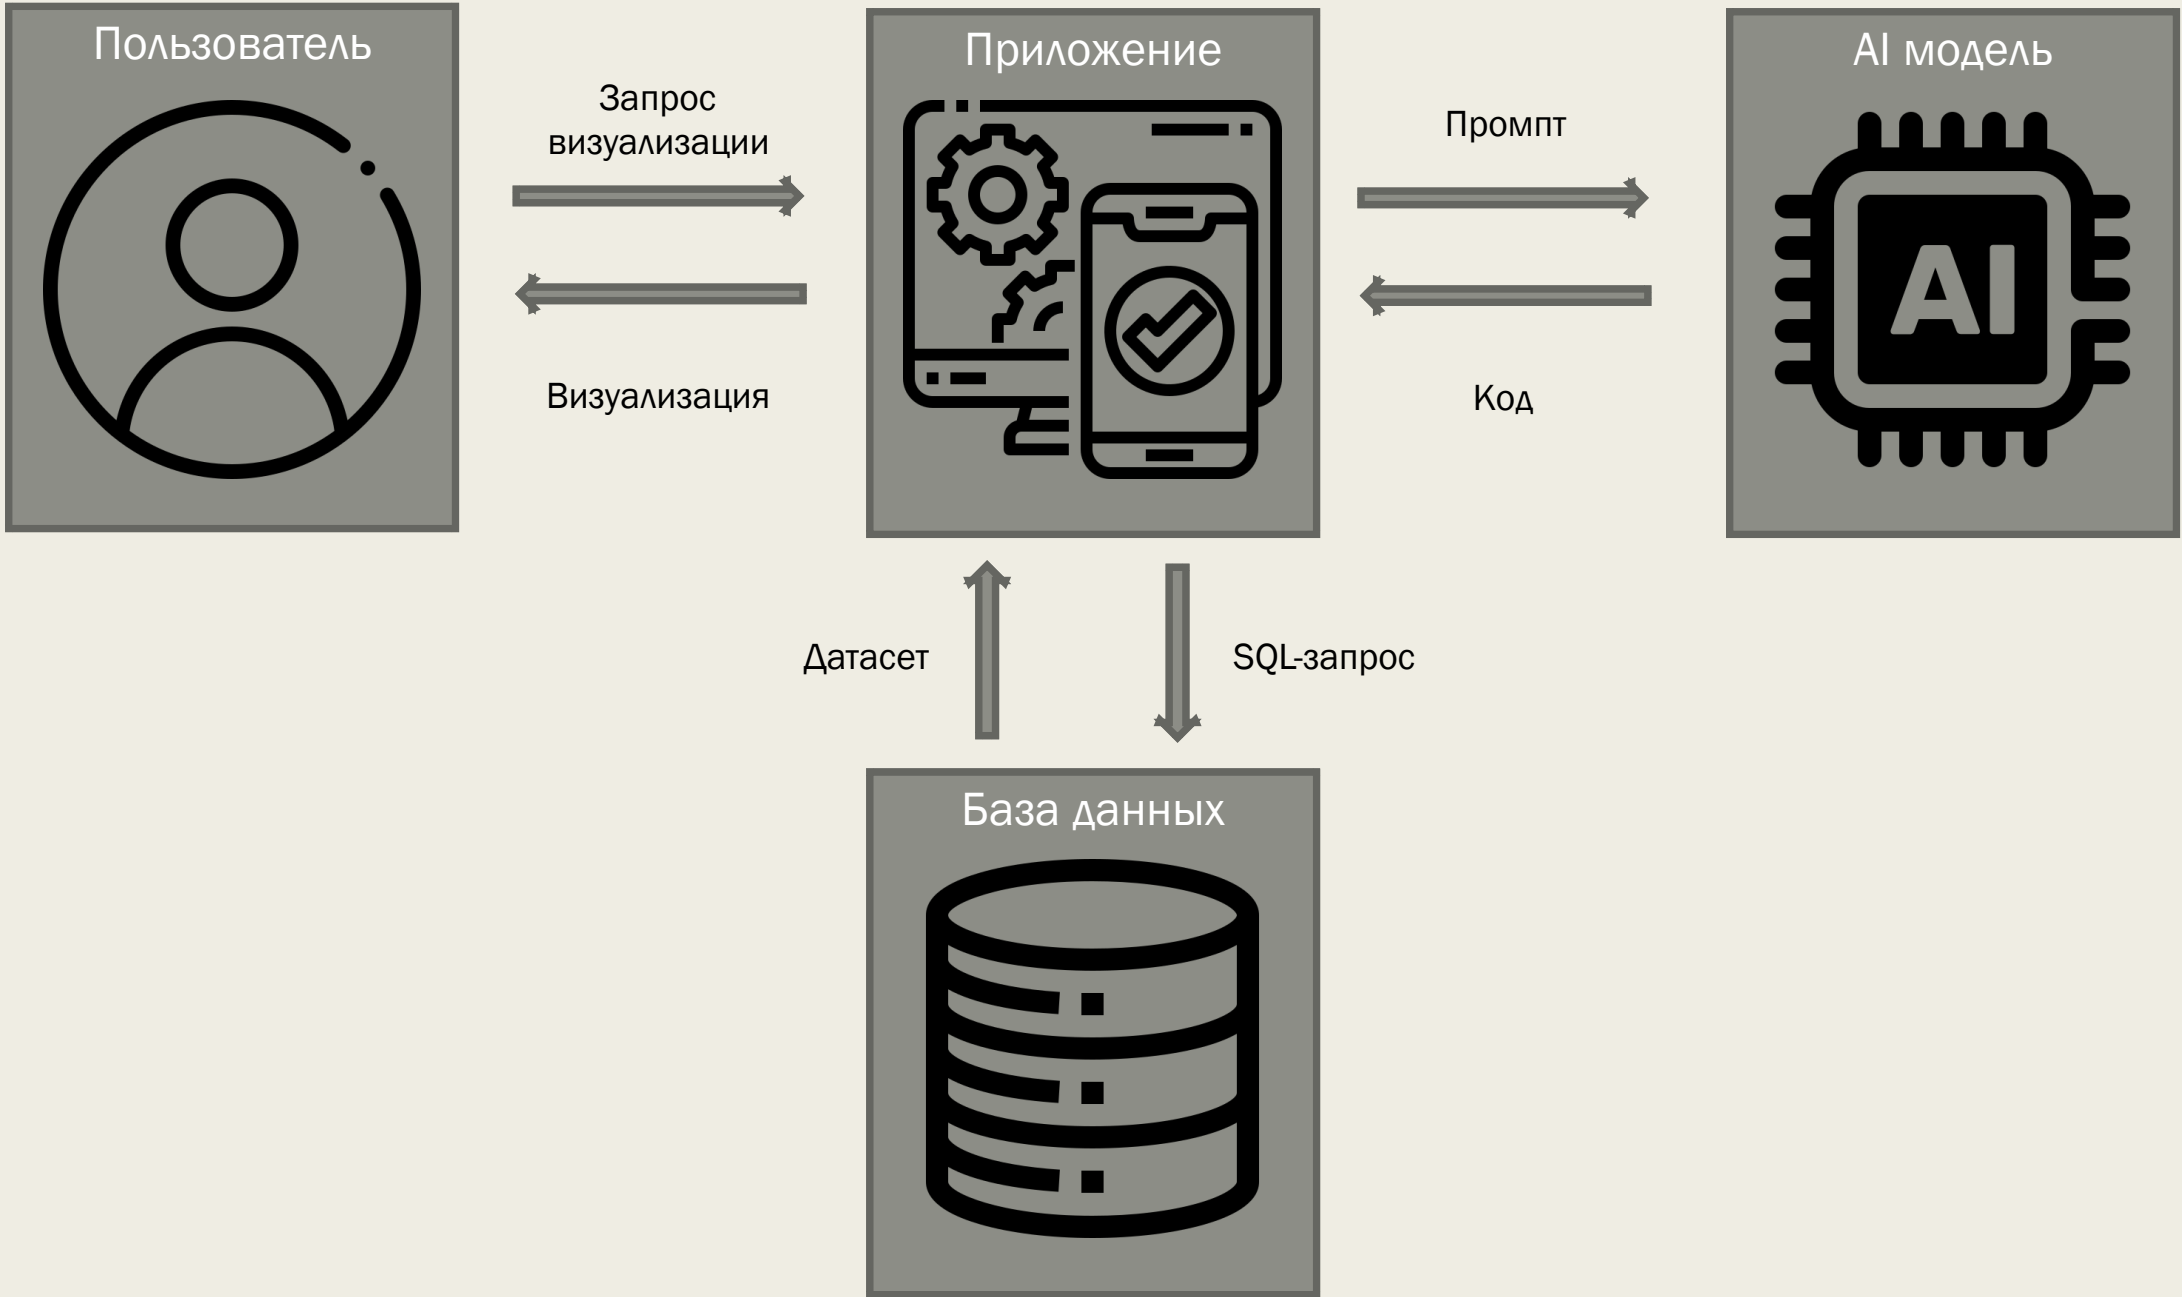 Пользователь
Приложение
AI модель
Запрос
визуализации
Промпт
AI
Визуализация
Код
Датасет
SQL-запрос
База данных